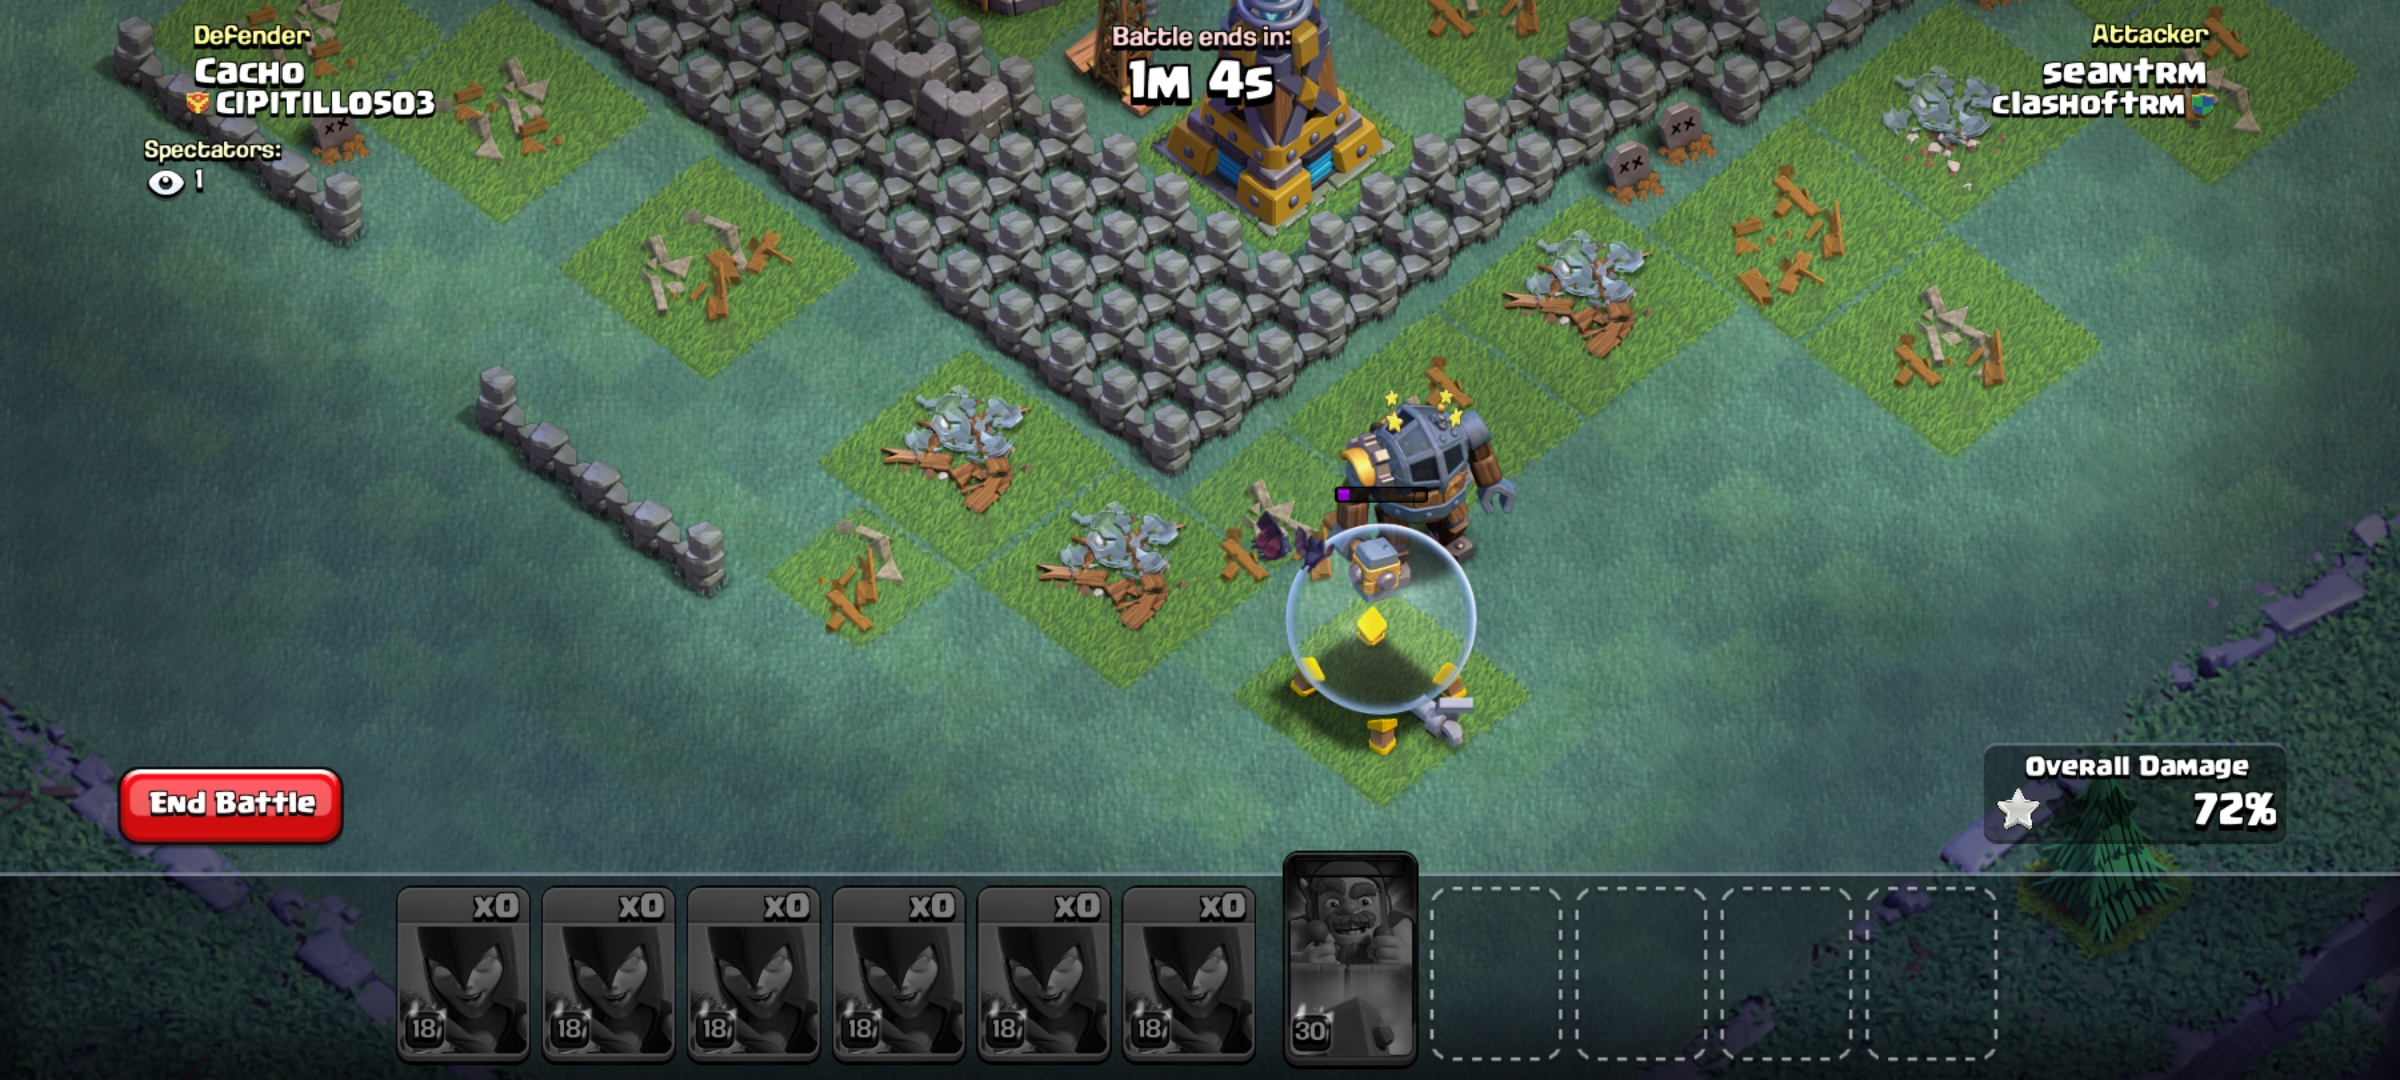 Defender
Cacho
CIPITILLOS03
Spectators:
1
Battle ends in:
1M 4S
Attacker
seantRM
clashoftRM
End Battle
Overall Damage
72%
x0
x0
x0
x0
x0
x0
18
18
18
18
18
18
30